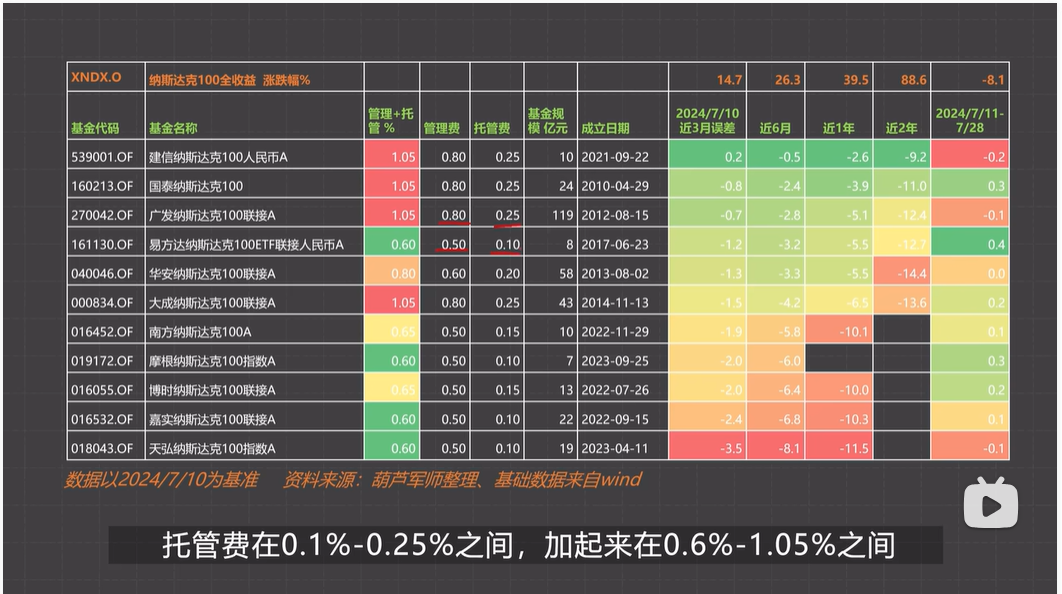 XNDX.O 纳斯达克100全收益 涨跌幅% 14.7 26.3 39.5 88.6 -8.1
基金代码 基金名称 管理+托管 % 管理费 托管费 基金规模 亿元 成立日期 2024/7/10近3月误差 近6月 近1年 近2年 2024/7/11-7/28
539001.OF 建信纳斯达克100人民币A 1.05 0.80 0.25 10 2021-09-22 0.2 -0.5 -2.6 -9.2 -0.2
160213.OF 国泰纳斯达克100 1.05 0.80 0.25 24 2010-04-29 -0.8 -2.4 -3.9 -11.0 0.3
270042.OF 广发纳斯达克100联接A 1.05 0.80 0.25 119 2012-08-15 -0.7 -2.8 -5.1 -12.4 -0.1
161130.OF 易方达纳斯达克100ETF联接人民币A 0.60 0.50 0.10 8 2017-06-23 -1.2 -3.2 -5.5 -12.7 0.4
040046.OF 华安纳斯达克100联接A 0.80 0.60 0.20 58 2013-08-02 -1.3 -3.3 -5.5 -14.4 0.0
000834.OF 大成纳斯达克100联接A 1.05 0.80 0.25 43 2014-11-13 -1.5 -4.2 -6.5 -13.6 0.2
016452.OF 南方纳斯达克100A 0.65 0.50 0.15 10 2022-11-29 -1.9 -5.8 -10.1 0.1
019172.OF 摩根纳斯达克100指数A 0.60 0.50 0.10 7 2023-09-25 -2.0 -6.0 0.3
016055.OF 博时纳斯达克100联接A 0.65 0.50 0.15 13 2022-07-26 -2.0 -6.4 -10.0 0.2
016532.OF 嘉实纳斯达克100联接A 0.60 0.50 0.10 22 2022-09-15 -2.4 -6.8 -10.3 0.1
018043.OF 天弘纳斯达克100指数A 0.60 0.50 0.10 19 2023-04-11 -3.5 -8.1 -11.5 -0.1
数据以2024/7/10为基准 资料来源：葫芦军师整理、基础数据来自wind
托管费在0.1%-0.25%之间，加起来在0.6%-1.05%之间